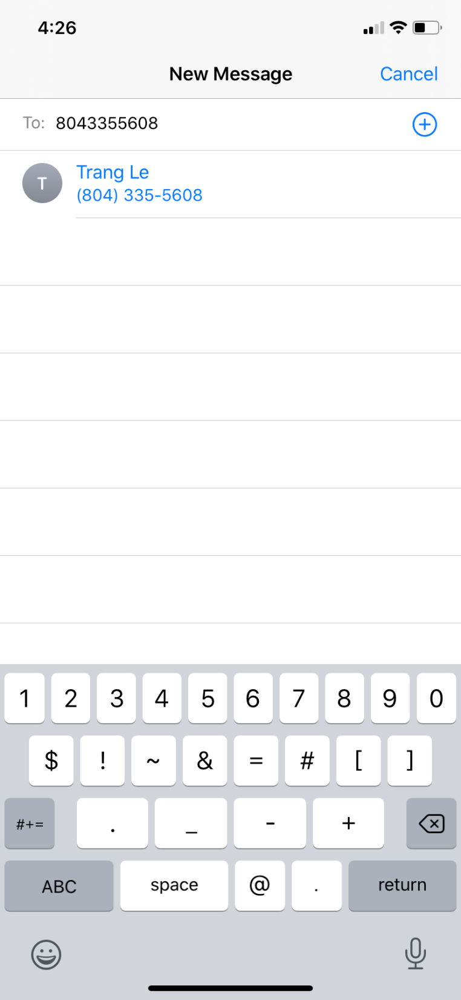 4:26
New Message Cancel
To: 8043355608
T
Trang Le
(804) 335-5608
1 2 3 4 5 6 7 8 9 0
$ ! ~ & = # [ ]
#+= . _ - +
ABC space @ . return